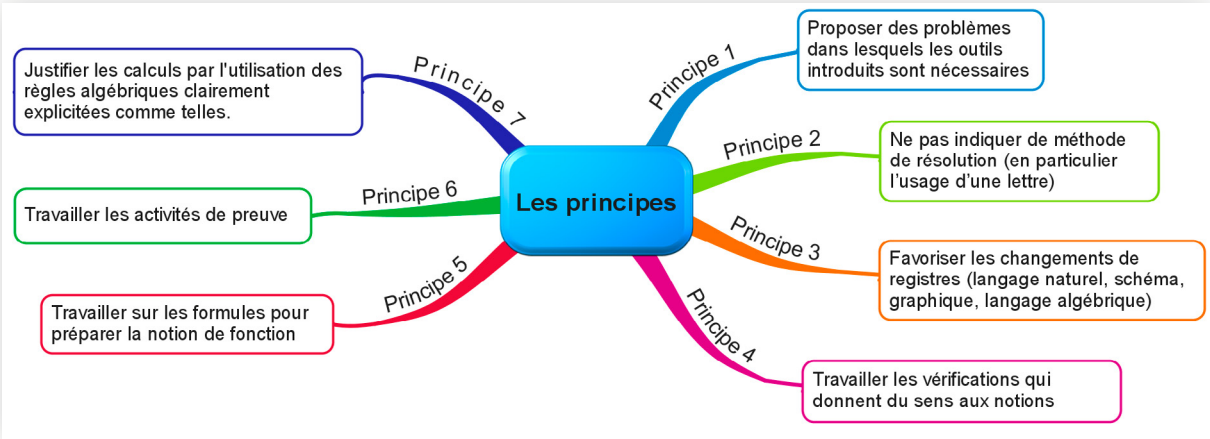 Les principes
Principe 1
Proposer des problèmes
dans lesquels les outils
introduits sont nécessaires
Principe 2
Ne pas indiquer de méthode
de résolution (en particulier
l’usage d’une lettre)
Principe 3
Favoriser les changements de
registres (langage naturel, schéma,
graphique, langage algébrique)
Principe 4
Travailler les vérifications qui
donnent du sens aux notions
Principe 5
Travailler sur les formules pour
préparer la notion de fonction
Principe 6
Travailler les activités de preuve
Principe 7
Justifier les calculs par l'utilisation des
règles algébriques clairement
explicitées comme telles.